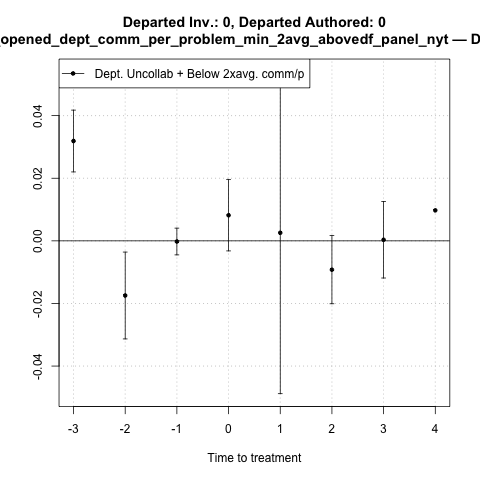 Departed Inv.: 0, Departed Authored: 0
opened_dept_comm_per_problem_min_2avg_abovedf_panel_nyt — D
Dept. Uncollab + Below 2xavg. comm/p
0.04
0.02
0.00
-0.02
-0.04
-3 -2 -1 0 1 2 3 4
Time to treatment